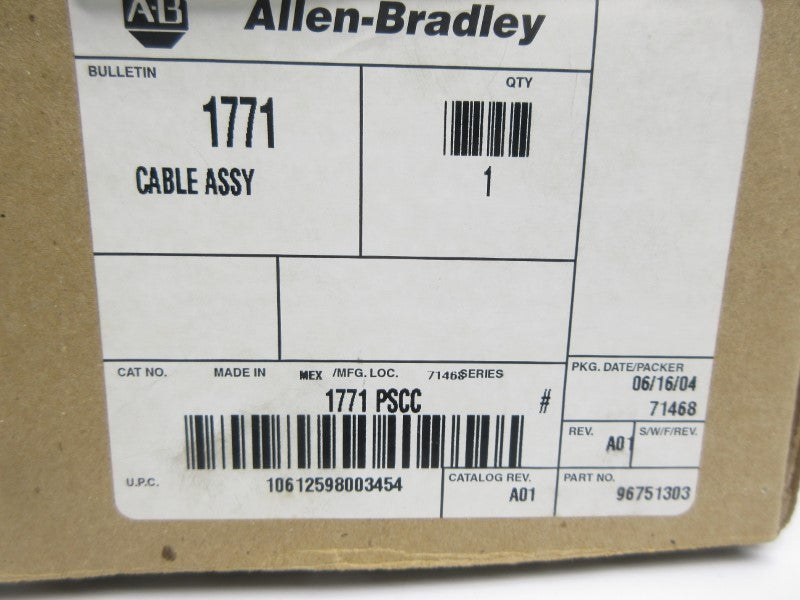 A-B
Allen-Bradley
BULLETIN
1771
CABLE ASSY
QTY
1
CAT NO. MADE IN MEX /MFG. LOC. 71468 SERIES
1771 PSCC #
U.P.C. 10612598003454
CATALOG REV.
A01
PKG. DATE/PACKER
06/16/04
71468
REV.
A01
S/W/F/REV.
PART NO.
96751303